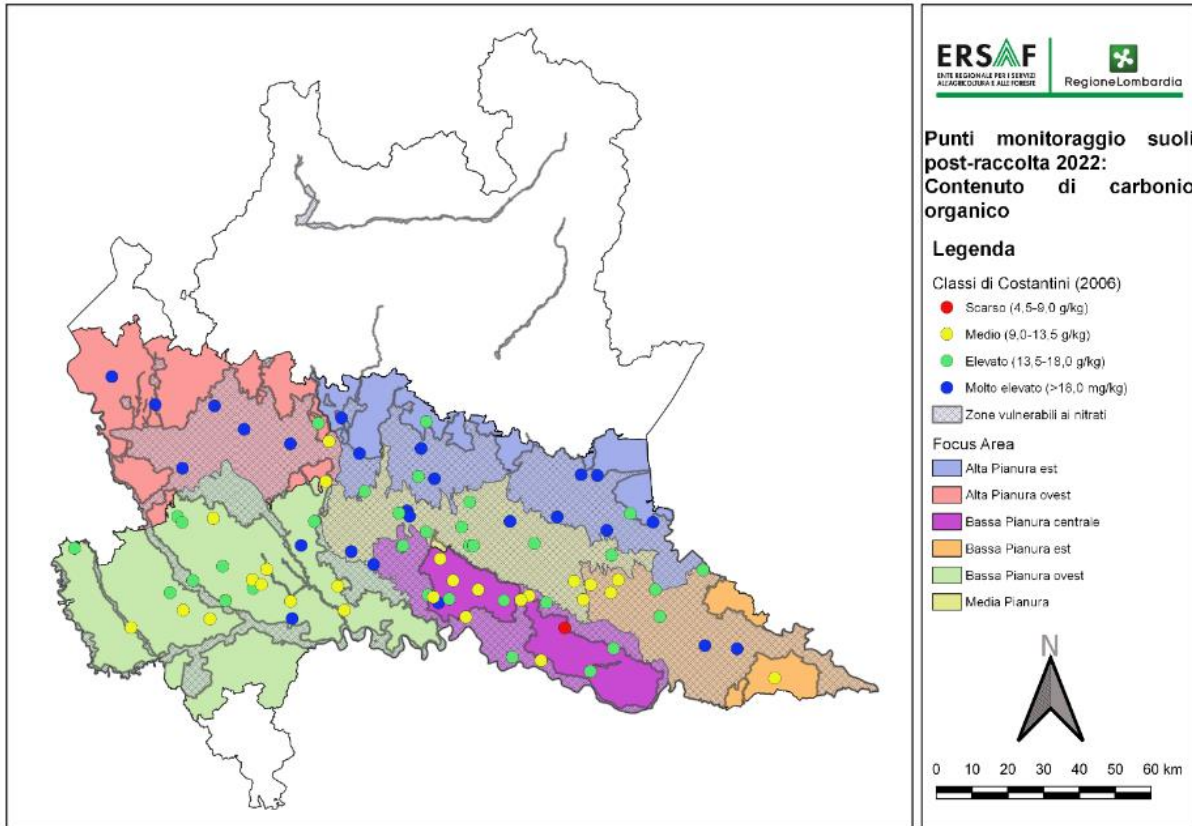 ERSAF
ENTE REGIONALE PER I SERVIZI
ALL'AGRICOLTURA E ALLE FORESTE
RegioneLombardia
Punti monitoraggio suoli
post-raccolta 2022:
Contenuto di carbonio
organico
Legenda
Classi di Costantini (2006)
Scarso (4,5-9,0 g/kg)
Medio (9,0-13,5 g/kg)
Elevato (13,5-18,0 g/kg)
Molto elevato (>18,0 mg/kg)
Zone vulnerabili ai nitrati
Focus Area
Alta Pianura est
Alta Pianura ovest
Bassa Pianura centrale
Bassa Pianura est
Bassa Pianura ovest
Media Pianura
N
0 10 20 30 40 50 60 km